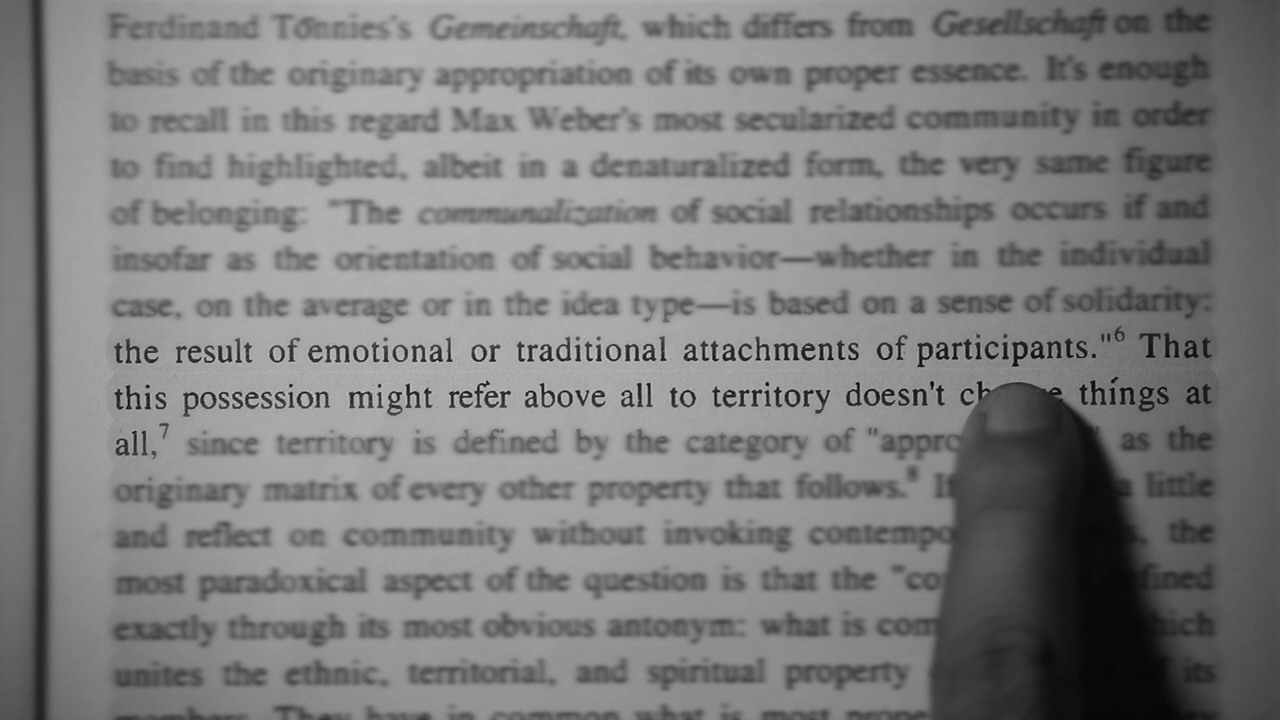 Ferdinand Tönnies's Gemeinschaft, which differs from Gesellschaft on the
basis of the originary appropriation of its own proper essence. It's enough
to recall in this regard Max Weber's most secularized community in order
to find highlighted, albeit in a denaturalized form, the very same figure
of belonging: "The communalization of social relationships occurs if and
insofar as the orientation of social behavior—whether in the individual
case, on the average or in the idea type—is based on a sense of solidarity:
the result of emotional or traditional attachments of participants."6 That
this possession might refer above all to territory doesn't things at
all,7 since territory is defined by the category of as the
originary matrix of every other property that follows.8 little
and reflect on community without invoking the
most paradoxical aspect of the question is that the
exactly through its most obvious antonym: what is
unites the ethnic, territorial, and spiritual property its
members. They have in common what is most